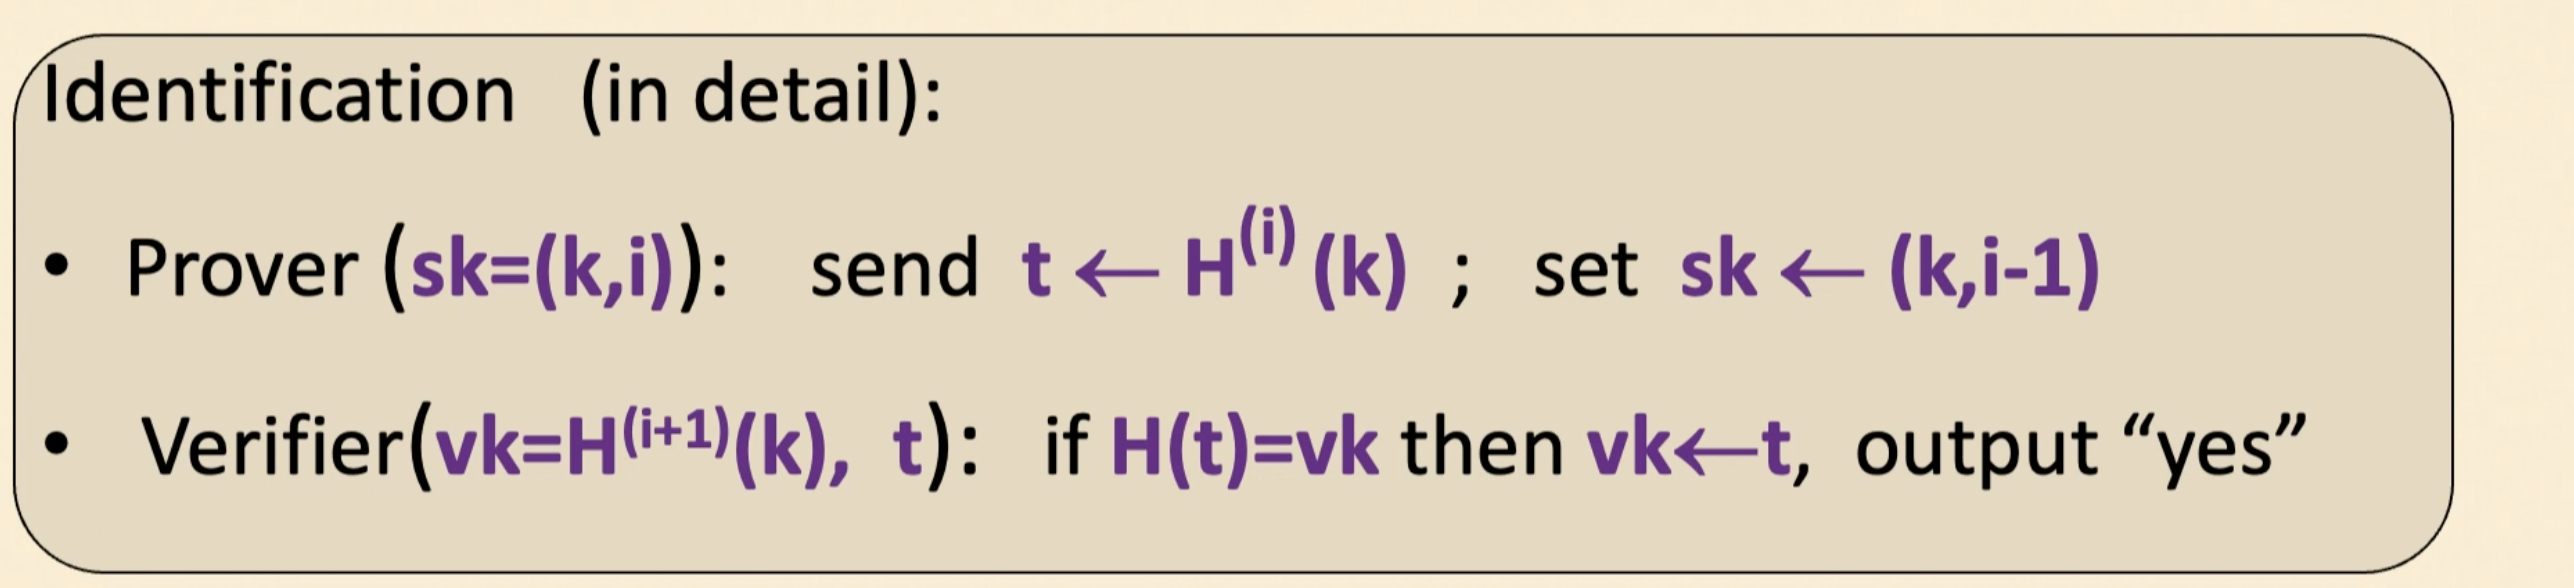 Identification (in detail):
• Prover (sk=(k,i)): send t ← H⁽ⁱ⁾ (k) ; set sk ← (k,i-1)
• Verifier(vk=H⁽ⁱ⁺¹⁾(k), t): if H(t)=vk then vk←t, output “yes”